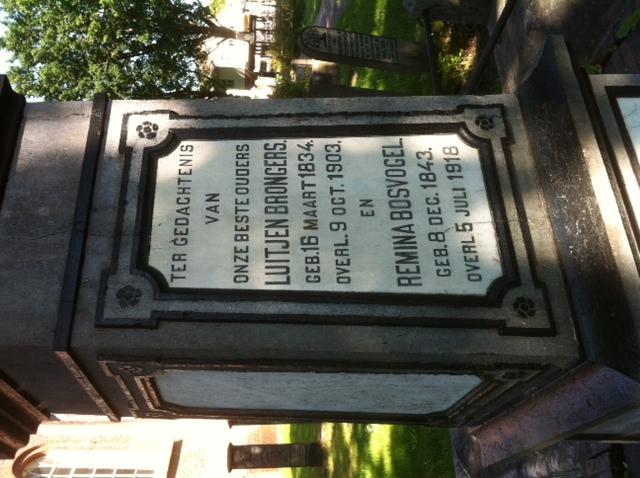 TER GEDACHTENIS
VAN
ONZE BESTE OUDERS
LUITJEN BRONGERS,
GEB. 16 MAART 1834.
OVERL. 9 OCT. 1903.
EN
REMINA BOSVOGEL.
GEB. 8 DEC. 1843.
OVERL 5 JULI 1918